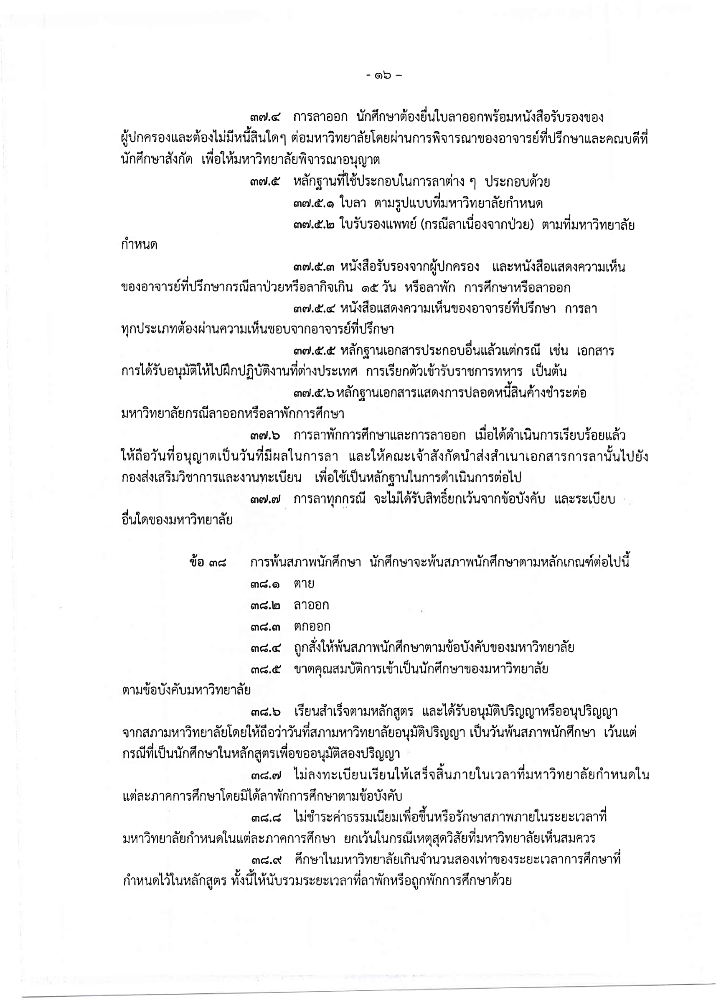 - ๑๖ –
๓๗.๔ การลาออก นักศึกษาต้องยื่นใบลาออกพร้อมหนังสือรับรองของ
ผู้ปกครองและต้องไม่มีหนี้สินใดๆ ต่อมหาวิทยาลัยโดยผ่านการพิจารณาของอาจารย์ที่ปรึกษาและคณบดีที่
นักศึกษาสังกัด เพื่อให้มหาวิทยาลัยพิจารณาอนุญาต
๓๗.๕ หลักฐานที่ใช้ประกอบในการลาต่าง ๆ ประกอบด้วย
๓๗.๕.๑ ใบลา ตามรูปแบบที่มหาวิทยาลัยกำหนด
๓๗.๕.๒ ใบรับรองแพทย์ (กรณีลาเนื่องจากป่วย) ตามที่มหาวิทยาลัย
กำหนด
๓๗.๕.๓ หนังสือรับรองจากผู้ปกครอง และหนังสือแสดงความเห็น
ของอาจารย์ที่ปรึกษากรณีลาป่วยหรือลากิจเกิน ๑๕ วัน หรือลาพัก การศึกษาหรือลาออก
๓๗.๕.๔ หนังสือแสดงความเห็นของอาจารย์ที่ปรึกษา การลา
ทุกประเภทต้องผ่านความเห็นชอบจากอาจารย์ที่ปรึกษา
๓๗.๕.๕ หลักฐานเอกสารประกอบอื่นแล้วแต่กรณี เช่น เอกสาร
การได้รับอนุมัติให้ไปฝึกปฏิบัติงานที่ต่างประเทศ การเรียกตัวเข้ารับราชการทหาร เป็นต้น
๓๗.๕.๖ หลักฐานเอกสารแสดงการปลอดหนี้สินค้างชำระต่อ
มหาวิทยาลัยกรณีลาออกหรือลาพักการศึกษา
๓๗.๖ การลาพักการศึกษาและการลาออก เมื่อได้ดำเนินการเรียบร้อยแล้ว
ให้ถือวันที่อนุญาตเป็นวันที่มีผลในการลา และให้คณะเจ้าสังกัดนำส่งสำเนาเอกสารการลานั้นไปยัง
กองส่งเสริมวิชาการและงานทะเบียน เพื่อใช้เป็นหลักฐานในการดำเนินการต่อไป
๓๗.๗ การลาทุกกรณี จะไม่ได้รับสิทธิ์ยกเว้นจากข้อบังคับ และระเบียบ
อื่นใดของมหาวิทยาลัย
ข้อ ๓๘ การพ้นสภาพนักศึกษา นักศึกษาจะพ้นสภาพนักศึกษาตามหลักเกณฑ์ต่อไปนี้
๓๘.๑ ตาย
๓๘.๒ ลาออก
๓๘.๓ ตกออก
๓๘.๔ ถูกสั่งให้พ้นสภาพนักศึกษาตามข้อบังคับของมหาวิทยาลัย
๓๘.๕ ขาดคุณสมบัติการเข้าเป็นนักศึกษาของมหาวิทยาลัย
ตามข้อบังคับมหาวิทยาลัย
๓๘.๖ เรียนสำเร็จตามหลักสูตร และได้รับอนุมัติปริญญาหรืออนุปริญญา
จากสภามหาวิทยาลัยโดยให้ถือว่าวันที่สภามหาวิทยาลัยอนุมัติปริญญา เป็นวันพ้นสภาพนักศึกษา เว้นแต่
กรณีที่เป็นนักศึกษาในหลักสูตรเพื่อขออนุมัติสองปริญญา
๓๘.๗ ไม่ลงทะเบียนเรียนให้เสร็จสิ้นภายในเวลาที่มหาวิทยาลัยกำหนดใน
แต่ละภาคการศึกษาโดยมิได้ลาพักการศึกษาตามข้อบังคับ
๓๘.๘ ไม่ชำระค่าธรรมเนียมเพื่อขึ้นหรือรักษาสภาพภายในระยะเวลาที่
มหาวิทยาลัยกำหนดในแต่ละภาคการศึกษา ยกเว้นในกรณีเหตุสุดวิสัยที่มหาวิทยาลัยเห็นสมควร
๓๘.๙ ศึกษาในมหาวิทยาลัยเกินจำนวนสองเท่าของระยะเวลาการศึกษาที่
กำหนดไว้ในหลักสูตร ทั้งนี้ให้นับรวมระยะเวลาที่ลาพักหรือถูกพักการศึกษาด้วย